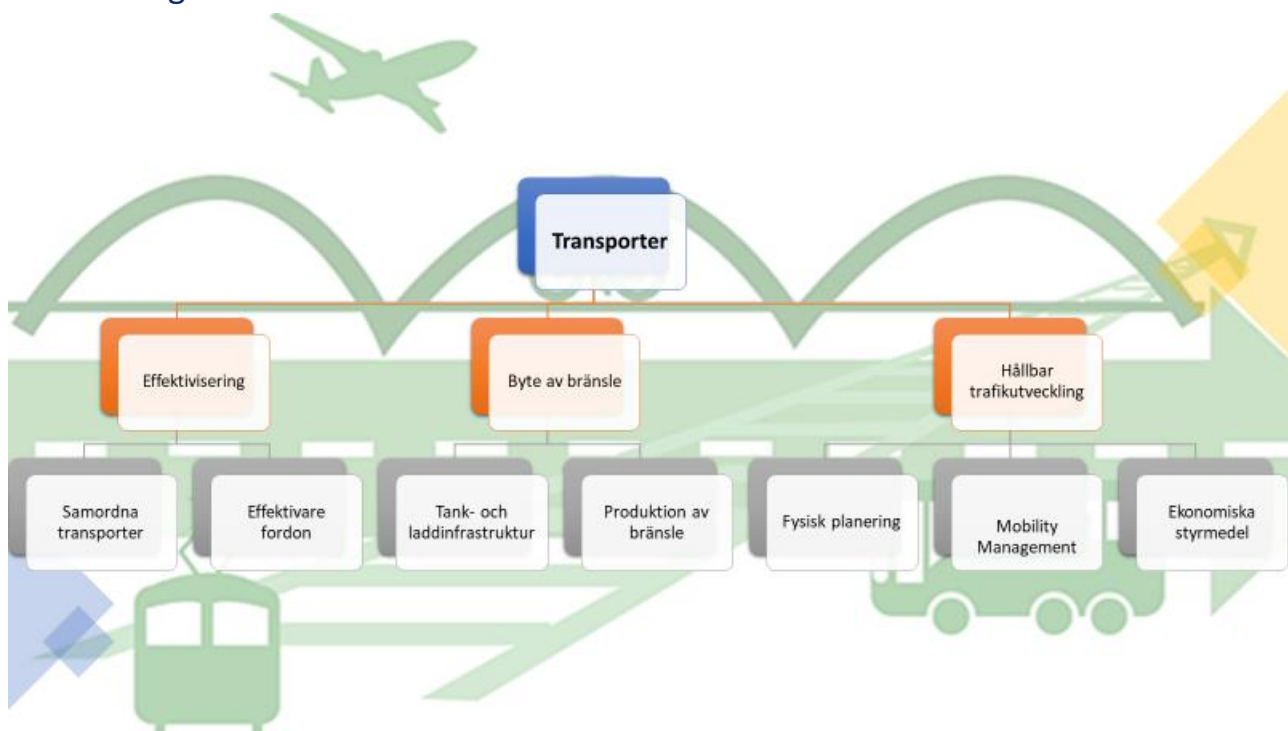 Transporter
Effektivisering
Byte av bränsle
Hållbar
trafikutveckling
Samordna
transporter
Effektivare
fordon
Tank- och
laddinfrastruktur
Produktion av
bränsle
Fysisk planering
Mobility
Management
Ekonomiska
styrmedel